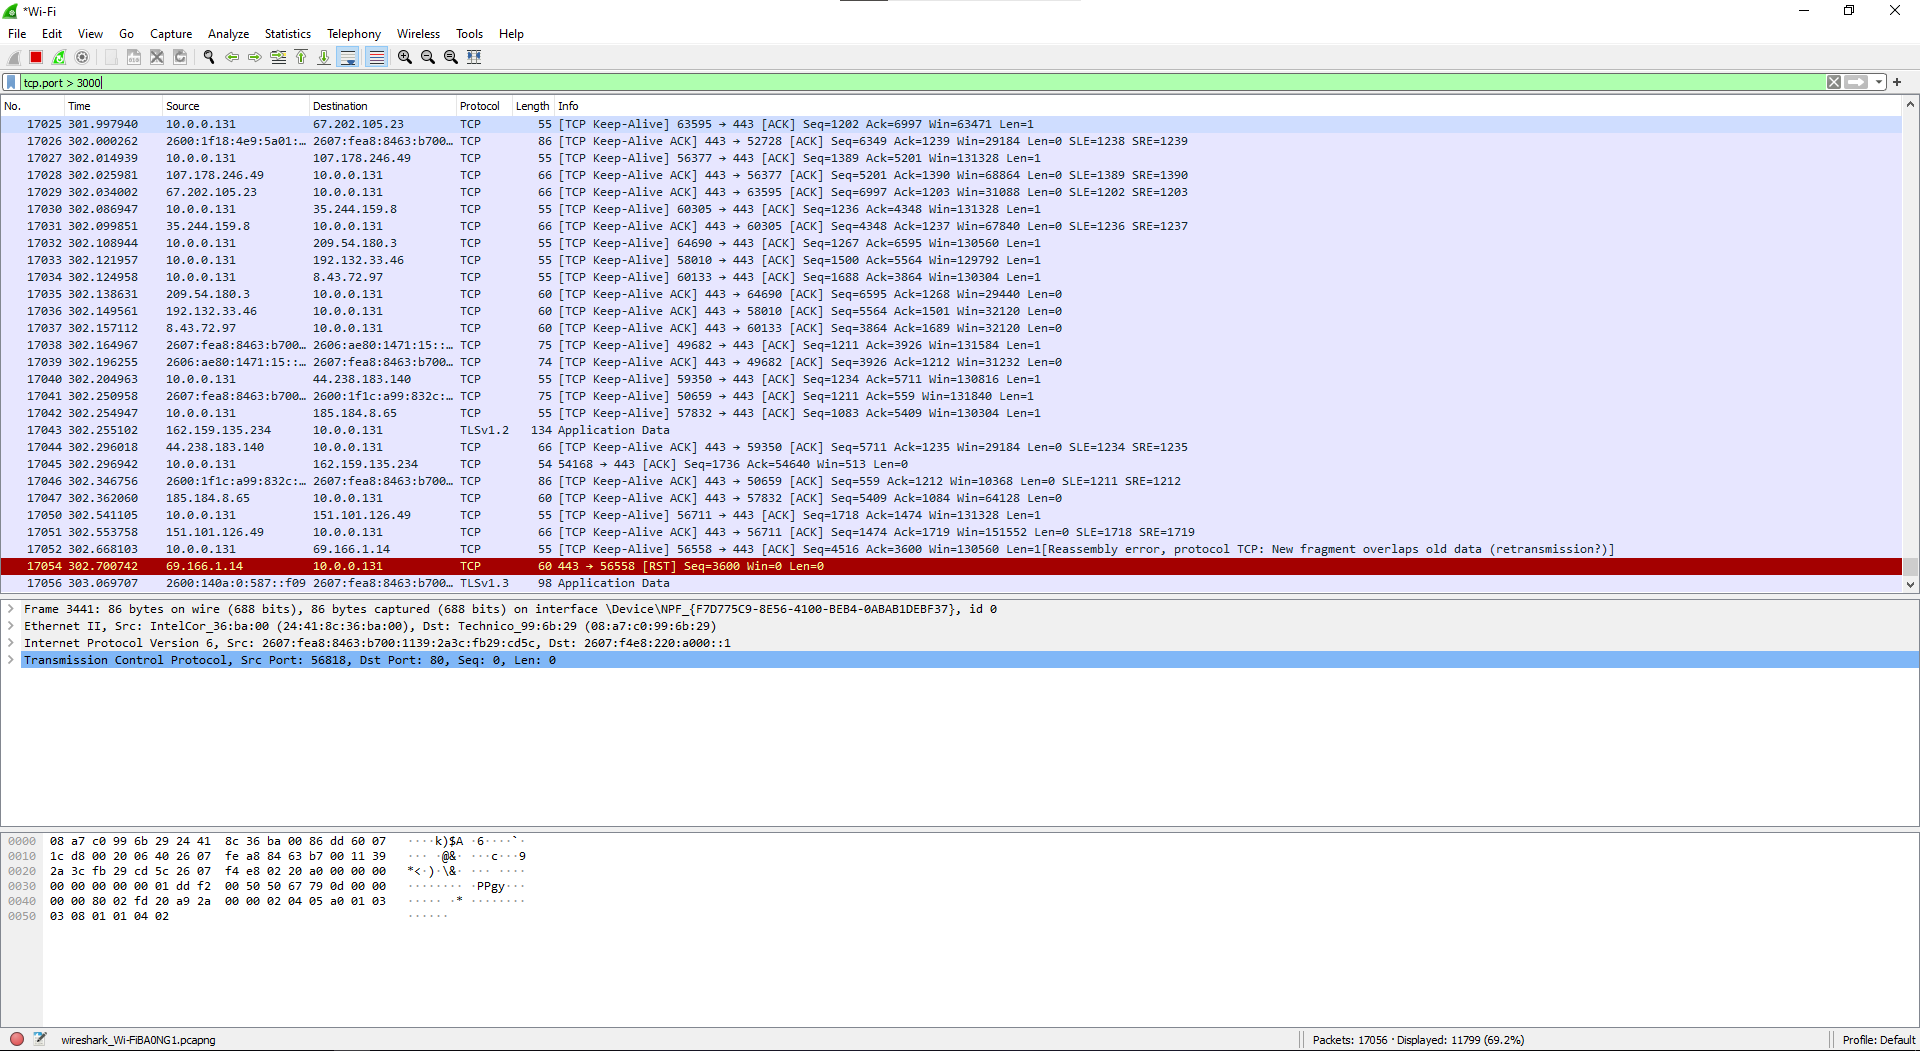 *Wi-Fi
File Edit View Go Capture Analyze Statistics Telephony Wireless Tools Help
tcp.port > 3000
No. Time Source Destination Protocol Length Info
17025 301.997940 10.0.0.131 67.202.105.23 TCP 55 [TCP Keep-Alive] 63595 → 443 [ACK] Seq=1202 Ack=6997 Win=63471 Len=1
17026 302.000262 2600:1f18:4e9:5a01:… 2607:fea8:8463:b700… TCP 86 [TCP Keep-Alive ACK] 443 → 52728 [ACK] Seq=6349 Ack=1239 Win=29184 Len=0 SLE=1238 SRE=1239
17027 302.014939 10.0.0.131 107.178.246.49 TCP 55 [TCP Keep-Alive] 56377 → 443 [ACK] Seq=1389 Ack=5201 Win=131328 Len=1
17028 302.025981 107.178.246.49 10.0.0.131 TCP 66 [TCP Keep-Alive ACK] 443 → 56377 [ACK] Seq=5201 Ack=1390 Win=68864 Len=0 SLE=1389 SRE=1390
17029 302.034002 67.202.105.23 10.0.0.131 TCP 66 [TCP Keep-Alive ACK] 443 → 63595 [ACK] Seq=6997 Ack=1203 Win=31088 Len=0 SLE=1202 SRE=1203
17030 302.086947 10.0.0.131 35.244.159.8 TCP 55 [TCP Keep-Alive] 60305 → 443 [ACK] Seq=1236 Ack=4348 Win=131328 Len=1
17031 302.099851 35.244.159.8 10.0.0.131 TCP 66 [TCP Keep-Alive ACK] 443 → 60305 [ACK] Seq=4348 Ack=1237 Win=67840 Len=0 SLE=1236 SRE=1237
17032 302.108944 10.0.0.131 209.54.180.3 TCP 55 [TCP Keep-Alive] 64690 → 443 [ACK] Seq=1267 Ack=6595 Win=130560 Len=1
17033 302.121957 10.0.0.131 192.132.33.46 TCP 55 [TCP Keep-Alive] 58010 → 443 [ACK] Seq=1500 Ack=5564 Win=129792 Len=1
17034 302.124958 10.0.0.131 8.43.72.97 TCP 55 [TCP Keep-Alive] 60133 → 443 [ACK] Seq=1688 Ack=3864 Win=130304 Len=1
17035 302.138631 209.54.180.3 10.0.0.131 TCP 60 [TCP Keep-Alive ACK] 443 → 64690 [ACK] Seq=6595 Ack=1268 Win=29440 Len=0
17036 302.149561 192.132.33.46 10.0.0.131 TCP 60 [TCP Keep-Alive ACK] 443 → 58010 [ACK] Seq=5564 Ack=1501 Win=32120 Len=0
17037 302.157112 8.43.72.97 10.0.0.131 TCP 60 [TCP Keep-Alive ACK] 443 → 60133 [ACK] Seq=3864 Ack=1689 Win=32120 Len=0
17038 302.164967 2607:fea8:8463:b700… 2606:ae80:1471:15::… TCP 75 [TCP Keep-Alive] 49682 → 443 [ACK] Seq=1211 Ack=3926 Win=131584 Len=1
17039 302.196255 2606:ae80:1471:15::… 2607:fea8:8463:b700… TCP 74 [TCP Keep-Alive ACK] 443 → 49682 [ACK] Seq=3926 Ack=1212 Win=31232 Len=0
17040 302.204963 10.0.0.131 44.238.183.140 TCP 55 [TCP Keep-Alive] 59350 → 443 [ACK] Seq=1234 Ack=5711 Win=130816 Len=1
17041 302.250958 2607:fea8:8463:b700… 2600:1f1c:a99:832c:… TCP 75 [TCP Keep-Alive] 50659 → 443 [ACK] Seq=1211 Ack=559 Win=131840 Len=1
17042 302.254947 10.0.0.131 185.184.8.65 TCP 55 [TCP Keep-Alive] 57832 → 443 [ACK] Seq=1083 Ack=5409 Win=130304 Len=1
17043 302.255102 162.159.135.234 10.0.0.131 TLSv1.2 134 Application Data
17044 302.296018 44.238.183.140 10.0.0.131 TCP 66 [TCP Keep-Alive ACK] 443 → 59350 [ACK] Seq=5711 Ack=1235 Win=29184 Len=0 SLE=1234 SRE=1235
17045 302.296942 10.0.0.131 162.159.135.234 TCP 54 54168 → 443 [ACK] Seq=1736 Ack=54640 Win=513 Len=0
17046 302.346756 2600:1f1c:a99:832c:… 2607:fea8:8463:b700… TCP 86 [TCP Keep-Alive ACK] 443 → 50659 [ACK] Seq=559 Ack=1212 Win=10368 Len=0 SLE=1211 SRE=1212
17047 302.362060 185.184.8.65 10.0.0.131 TCP 60 [TCP Keep-Alive ACK] 443 → 57832 [ACK] Seq=5409 Ack=1084 Win=64128 Len=0
17050 302.541105 10.0.0.131 151.101.126.49 TCP 55 [TCP Keep-Alive] 56711 → 443 [ACK] Seq=1718 Ack=1474 Win=131328 Len=1
17051 302.553758 151.101.126.49 10.0.0.131 TCP 66 [TCP Keep-Alive ACK] 443 → 56711 [ACK] Seq=1474 Ack=1719 Win=151552 Len=0 SLE=1718 SRE=1719
17052 302.668103 10.0.0.131 69.166.1.14 TCP 55 [TCP Keep-Alive] 56558 → 443 [ACK] Seq=4516 Ack=3600 Win=130560 Len=1[Reassembly error, protocol TCP: New fragment overlaps old data (retransmission?)]
17054 302.700742 69.166.1.14 10.0.0.131 TCP 60 443 → 56558 [RST] Seq=3600 Win=0 Len=0
17056 303.069707 2600:140a:0:587::f09 2607:fea8:8463:b700… TLSv1.3 98 Application Data
Frame 3441: 86 bytes on wire (688 bits), 86 bytes captured (688 bits) on interface \Device\NPF_{F7D775C9-8E56-4100-BEB4-0ABAB1DEBF37}, id 0
Ethernet II, Src: IntelCor_36:ba:00 (24:41:8c:36:ba:00), Dst: Technico_99:6b:29 (08:a7:c0:99:6b:29)
Internet Protocol Version 6, Src: 2607:fea8:8463:b700:1139:2a3c:fb29:cd5c, Dst: 2607:f4e8:220:a000::1
Transmission Control Protocol, Src Port: 56818, Dst Port: 80, Seq: 0, Len: 0
0000 08 a7 c0 99 6b 29 24 41 8c 36 ba 00 86 dd 60 07 ····k)$A ·6····`·
0010 1c d8 00 20 06 40 26 07 fe a8 84 63 b7 00 11 39 ··· ·@&· ···c···9
0020 2a 3c fb 29 cd 5c 26 07 f4 e8 02 20 a0 00 00 00 *<·)·\&· ··· ····
0030 00 00 00 00 00 01 dd f2 00 50 50 67 79 0d 00 00 ········ ·PPgy···
0040 00 00 80 02 fd 20 a9 2a 00 00 02 04 05 a0 01 03 ····· ·* ········
0050 03 08 01 01 04 02 ······
wireshark_Wi-FiBA0NG1.pcapng Packets: 17056 · Displayed: 11799 (69.2%) Profile: Default